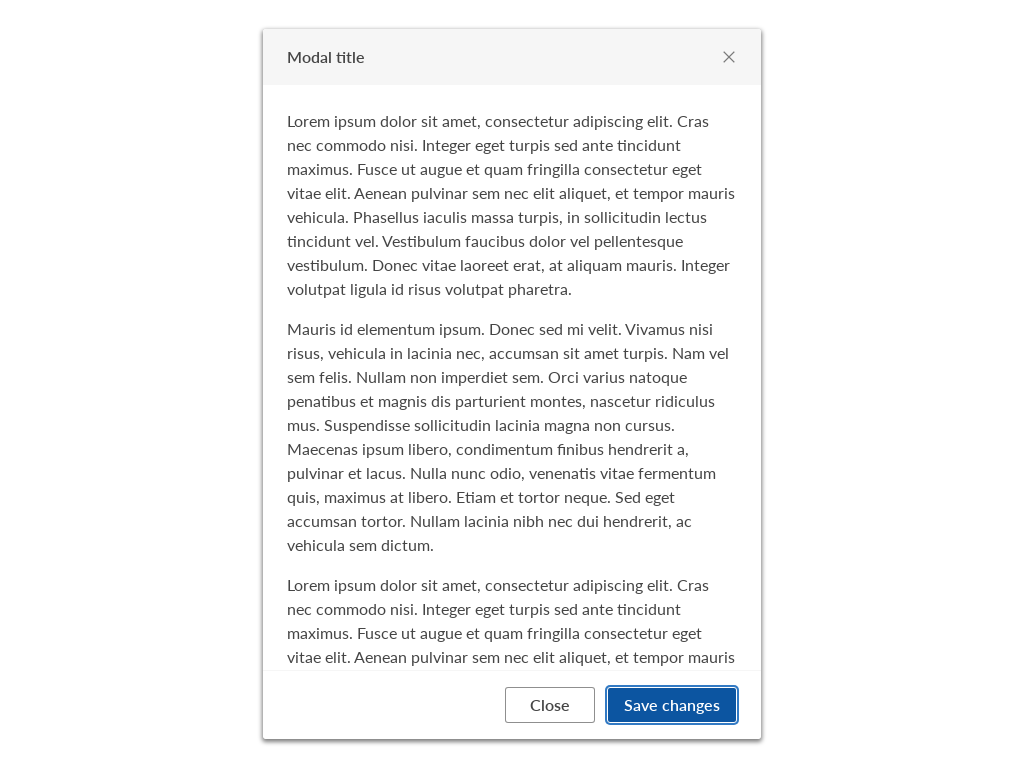 Modal title
Lorem ipsum dolor sit amet, consectetur adipiscing elit. Cras
nec commodo nisi. Integer eget turpis sed ante tincidunt
maximus. Fusce ut augue et quam fringilla consectetur eget
vitae elit. Aenean pulvinar sem nec elit aliquet, et tempor mauris
vehicula. Phasellus iaculis massa turpis, in sollicitudin lectus
tincidunt vel. Vestibulum faucibus dolor vel pellentesque
vestibulum. Donec vitae laoreet erat, at aliquam mauris. Integer
volutpat ligula id risus volutpat pharetra.
Mauris id elementum ipsum. Donec sed mi velit. Vivamus nisi
risus, vehicula in lacinia nec, accumsan sit amet turpis. Nam vel
sem felis. Nullam non imperdiet sem. Orci varius natoque
penatibus et magnis dis parturient montes, nascetur ridiculus
mus. Suspendisse sollicitudin lacinia magna non cursus.
Maecenas ipsum libero, condimentum finibus hendrerit a,
pulvinar et lacus. Nulla nunc odio, venenatis vitae fermentum
quis, maximus at libero. Etiam et tortor neque. Sed eget
accumsan tortor. Nullam lacinia nibh nec dui hendrerit, ac
vehicula sem dictum.
Lorem ipsum dolor sit amet, consectetur adipiscing elit. Cras
nec commodo nisi. Integer eget turpis sed ante tincidunt
maximus. Fusce ut augue et quam fringilla consectetur eget
vitae elit. Aenean pulvinar sem nec elit aliquet, et tempor mauris
Close
Save changes